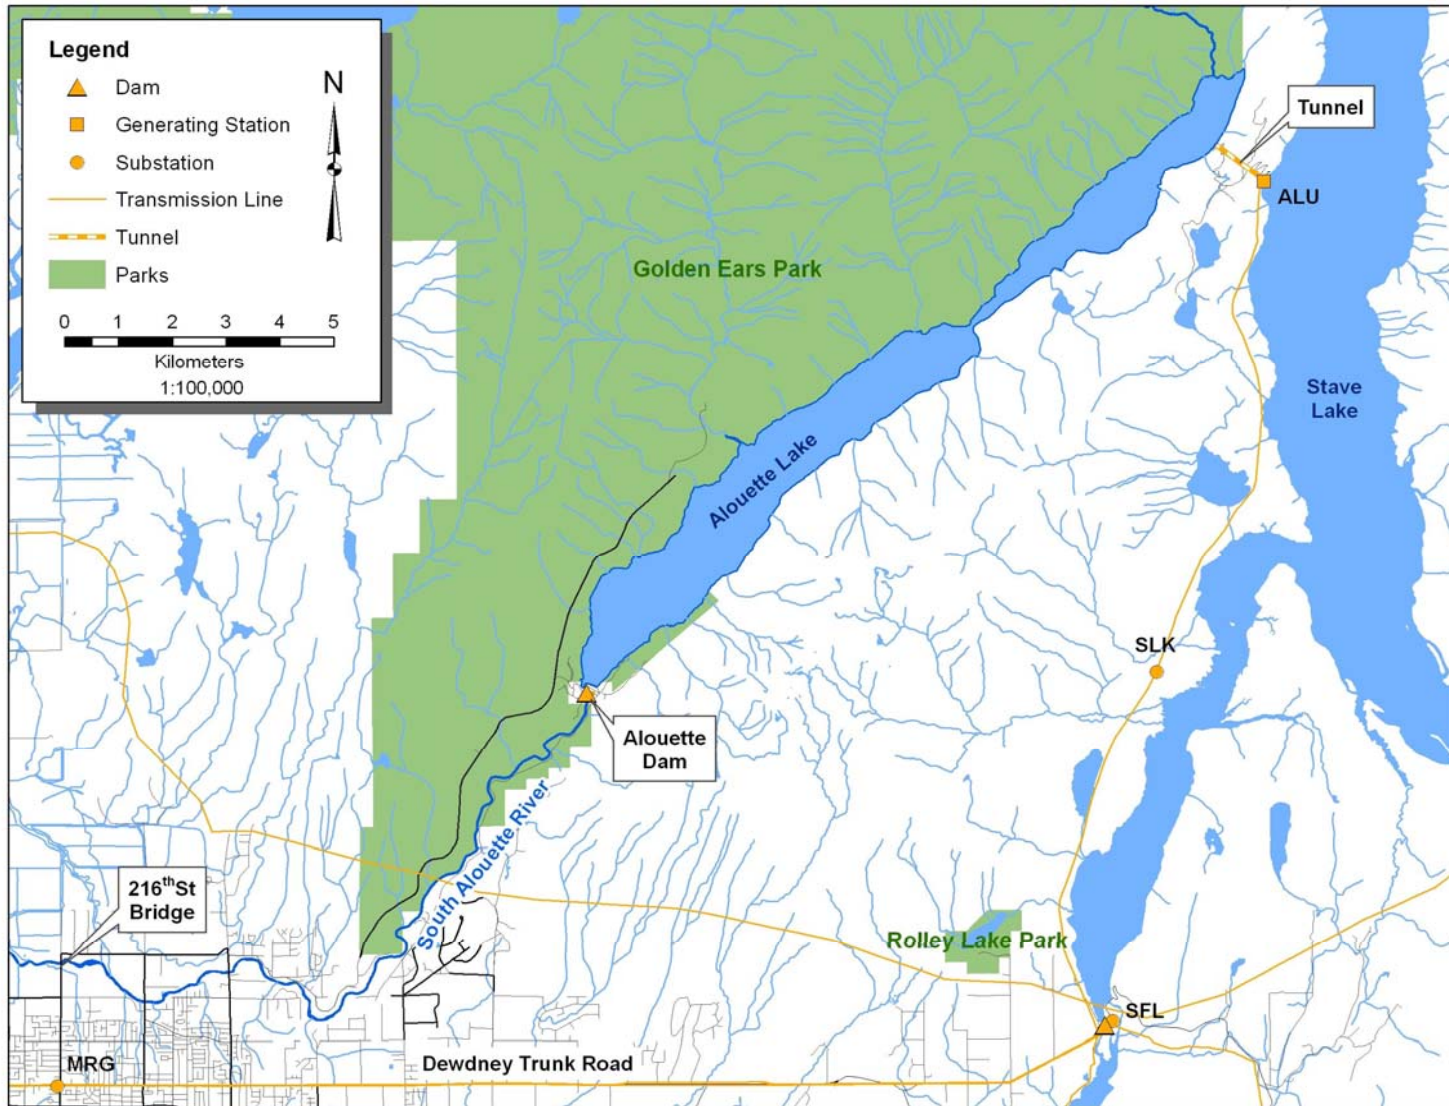 Legend
Dam
Generating Station
Substation
Transmission Line
Tunnel
Parks
N
0 1 2 3 4 5
Kilometers
1:100,000
Tunnel
ALU
Golden Ears Park
Stave
Lake
Alouette Lake
SLK
Alouette
Dam
South Alouette River
216thSt
Bridge
Rolley Lake Park
SFL
MRG
Dewdney Trunk Road